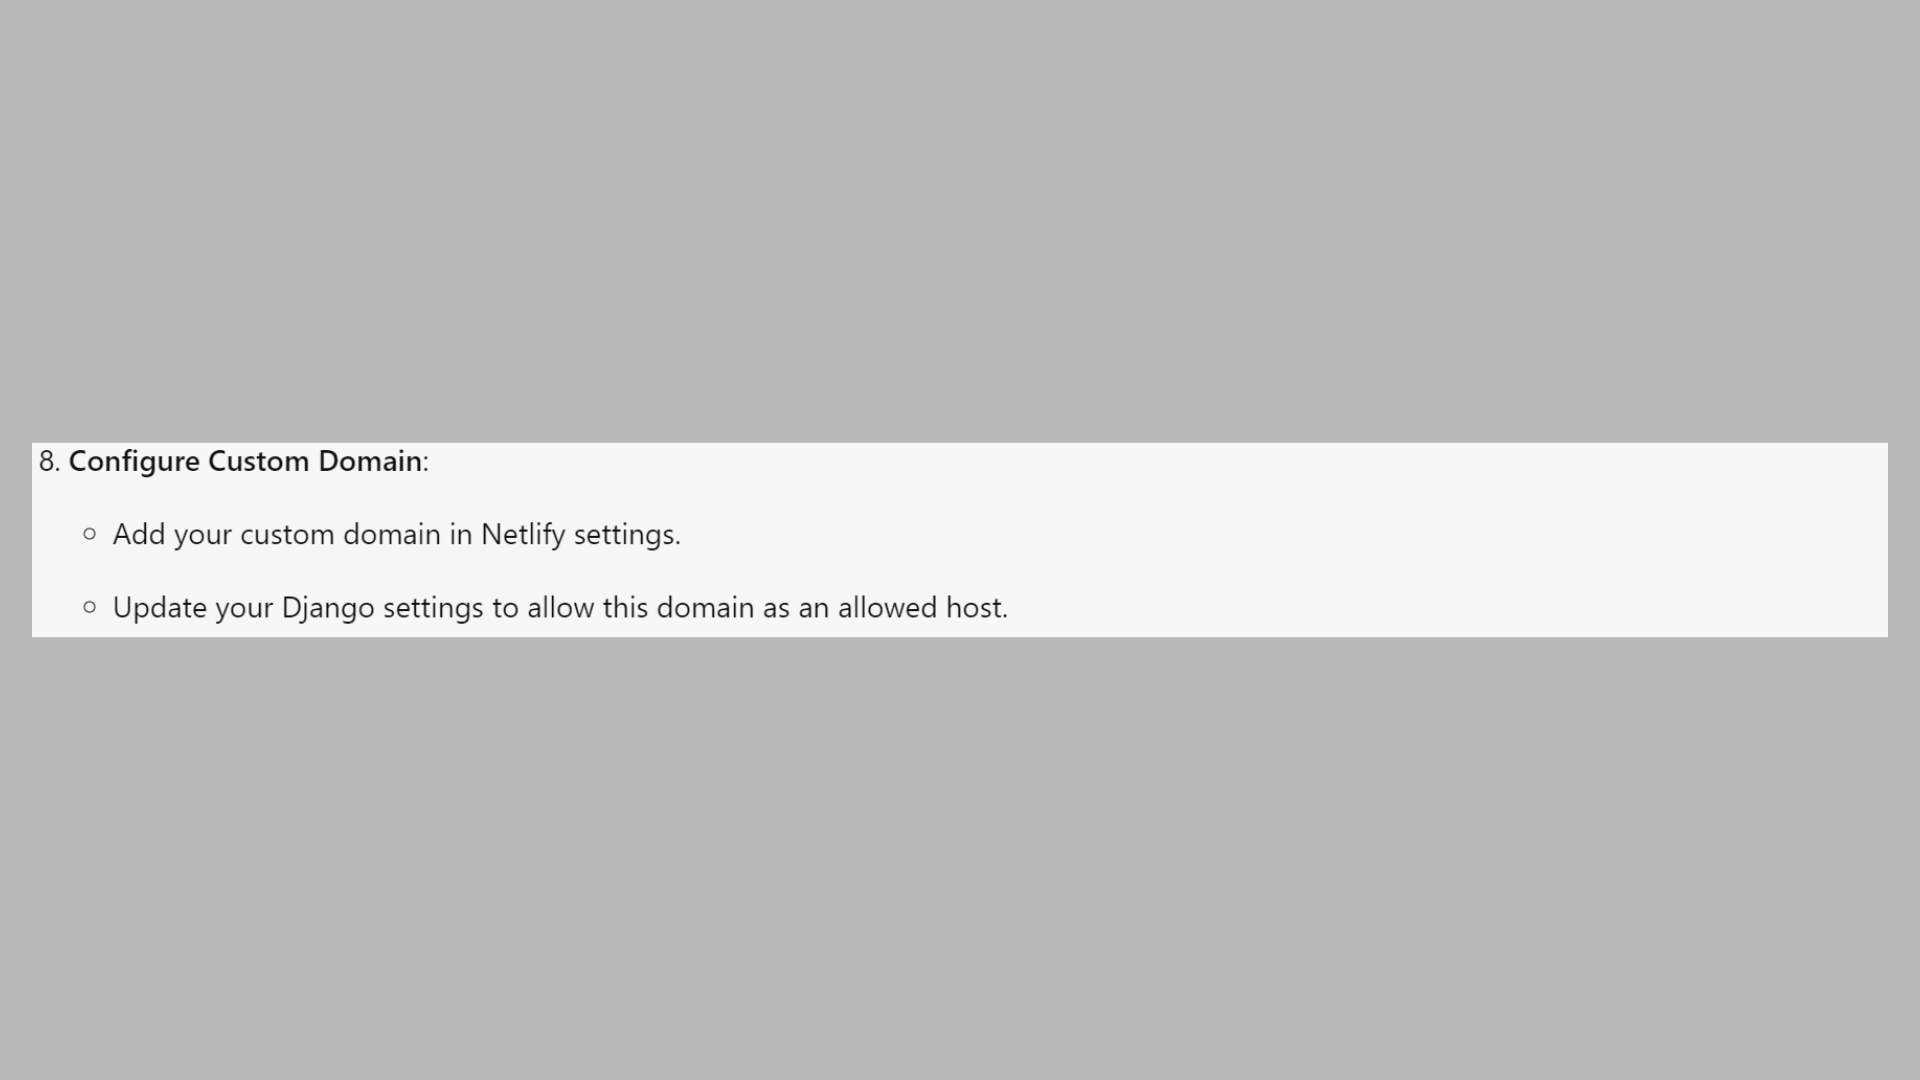 8. Configure Custom Domain:
○ Add your custom domain in Netlify settings.
○ Update your Django settings to allow this domain as an allowed host.